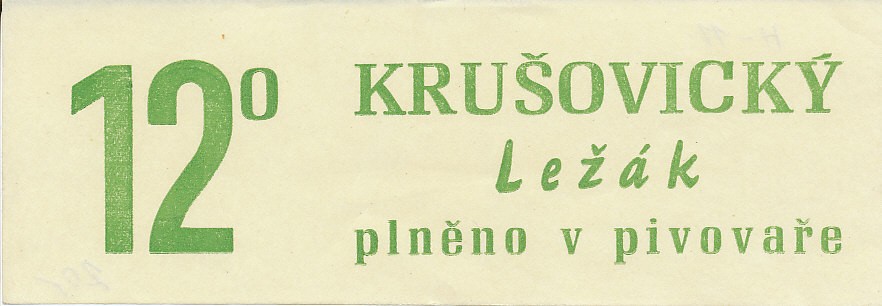 12° KRUŠOVICKÝ
Ležák
plněno v pivovaře